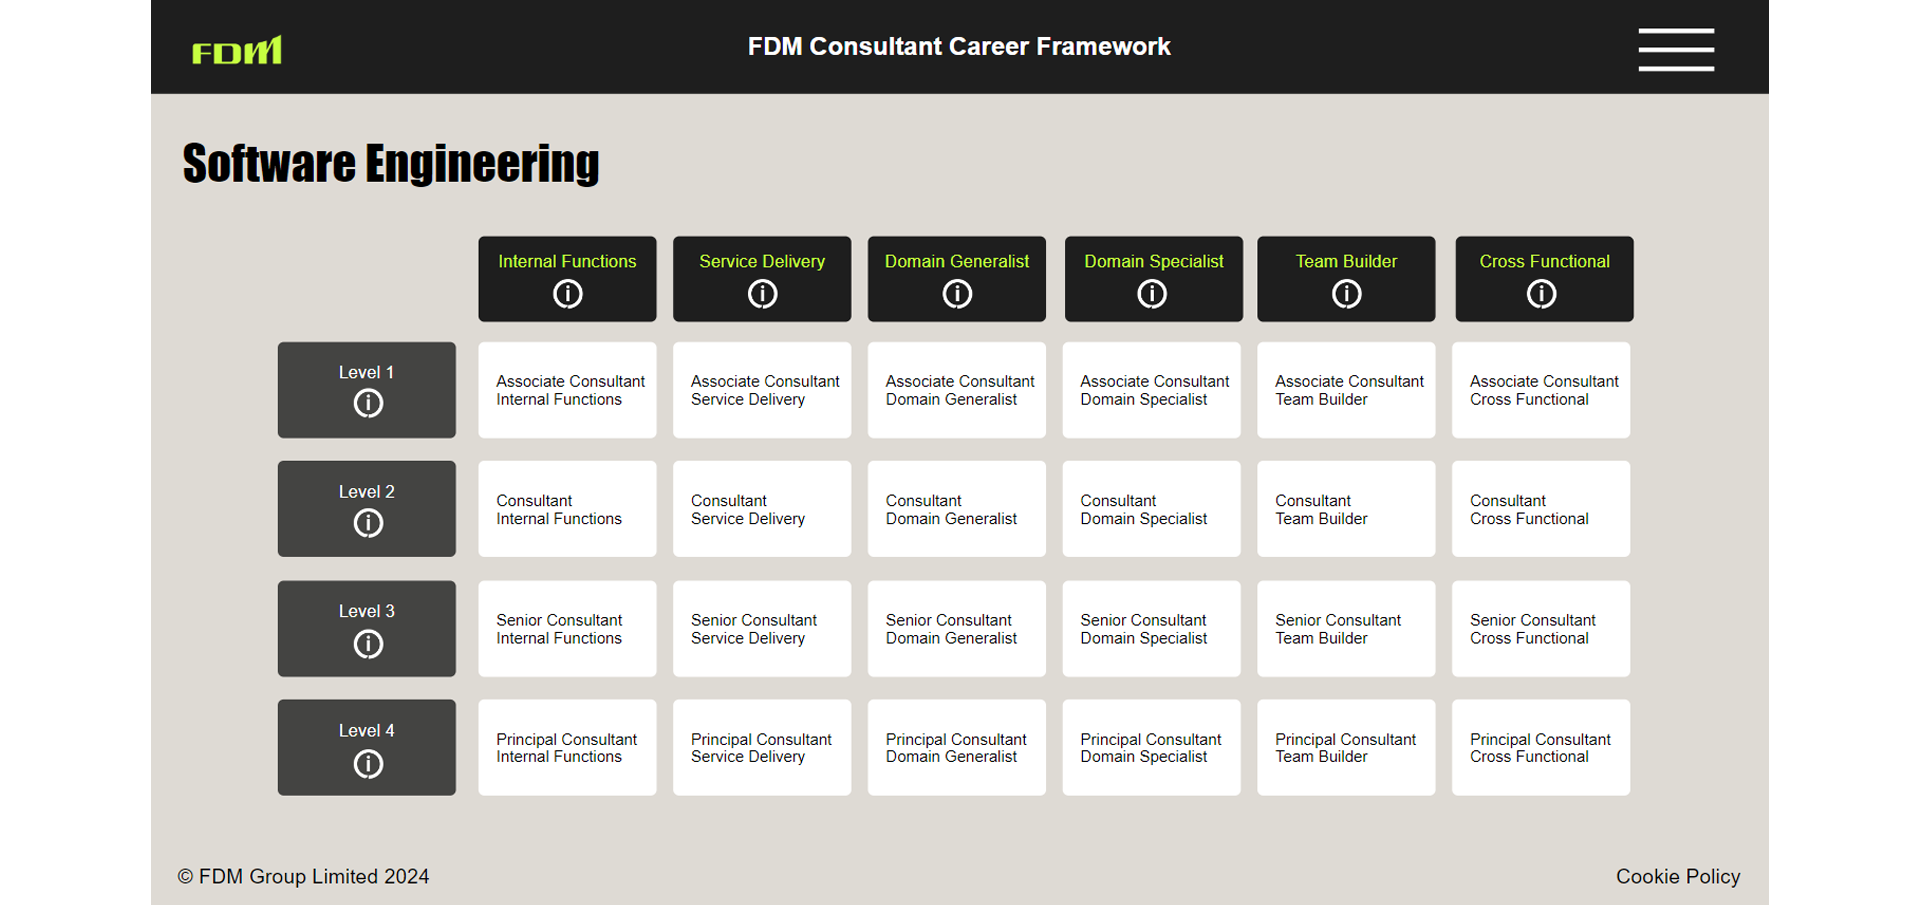 FDM
FDM Consultant Career Framework
Software Engineering
Internal Functions
Service Delivery
Domain Generalist
Domain Specialist
Team Builder
Cross Functional
Level 1
Associate Consultant
Internal Functions
Associate Consultant
Service Delivery
Associate Consultant
Domain Generalist
Associate Consultant
Domain Specialist
Associate Consultant
Team Builder
Associate Consultant
Cross Functional
Level 2
Consultant
Internal Functions
Consultant
Service Delivery
Consultant
Domain Generalist
Consultant
Domain Specialist
Consultant
Team Builder
Consultant
Cross Functional
Level 3
Senior Consultant
Internal Functions
Senior Consultant
Service Delivery
Senior Consultant
Domain Generalist
Senior Consultant
Domain Specialist
Senior Consultant
Team Builder
Senior Consultant
Cross Functional
Level 4
Principal Consultant
Internal Functions
Principal Consultant
Service Delivery
Principal Consultant
Domain Generalist
Principal Consultant
Domain Specialist
Principal Consultant
Team Builder
Principal Consultant
Cross Functional
© FDM Group Limited 2024
Cookie Policy